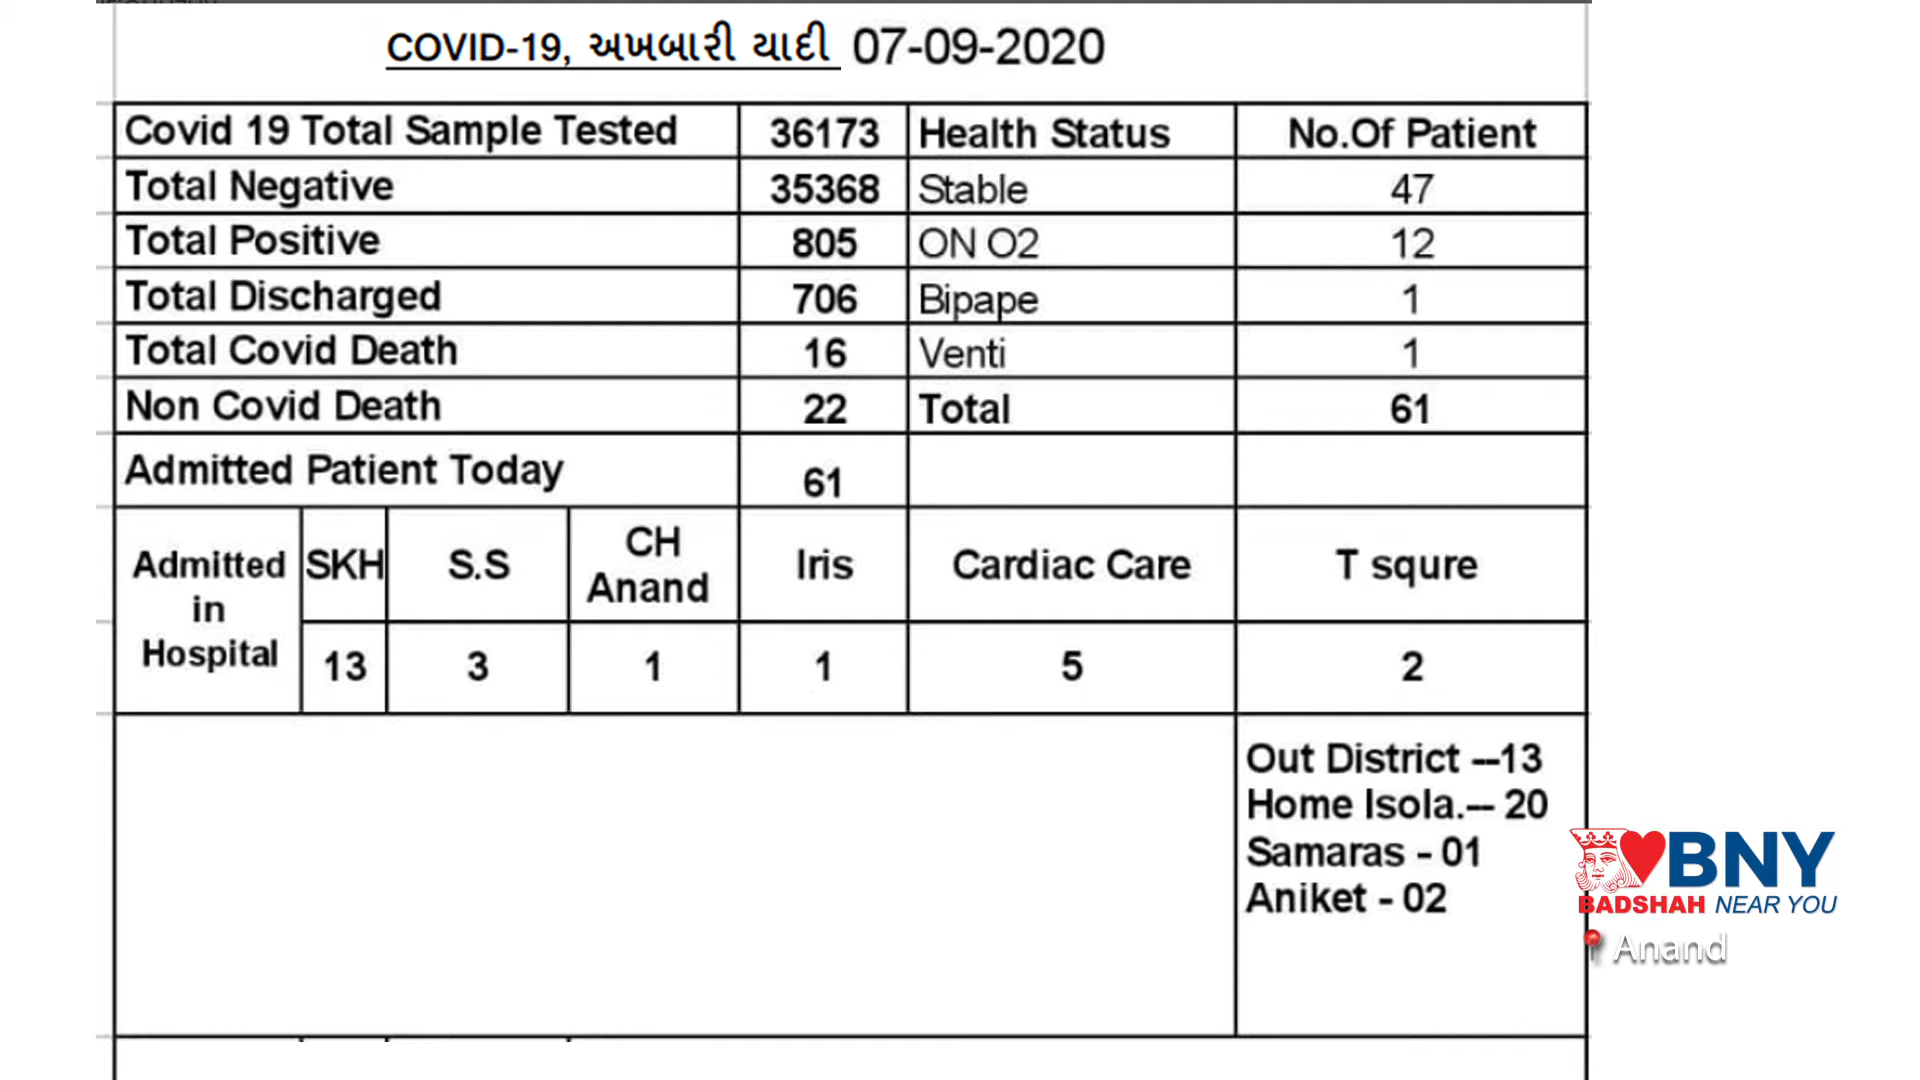 COVID-19, અખબારી યાદી 07-09-2020
Covid 19 Total Sample Tested 36173 Health Status No.Of Patient
Total Negative 35368 Stable 47
Total Positive 805 ON O2 12
Total Discharged 706 Bipape 1
Total Covid Death 16 Venti 1
Non Covid Death 22 Total 61
Admitted Patient Today 61
Admitted in Hospital SKH S.S CH Anand Iris Cardiac Care T squre
13 3 1 1 5 2
Out District --13
Home Isola.-- 20
Samaras - 01
Aniket - 02
BNY
BADSHAH NEAR YOU
Anand